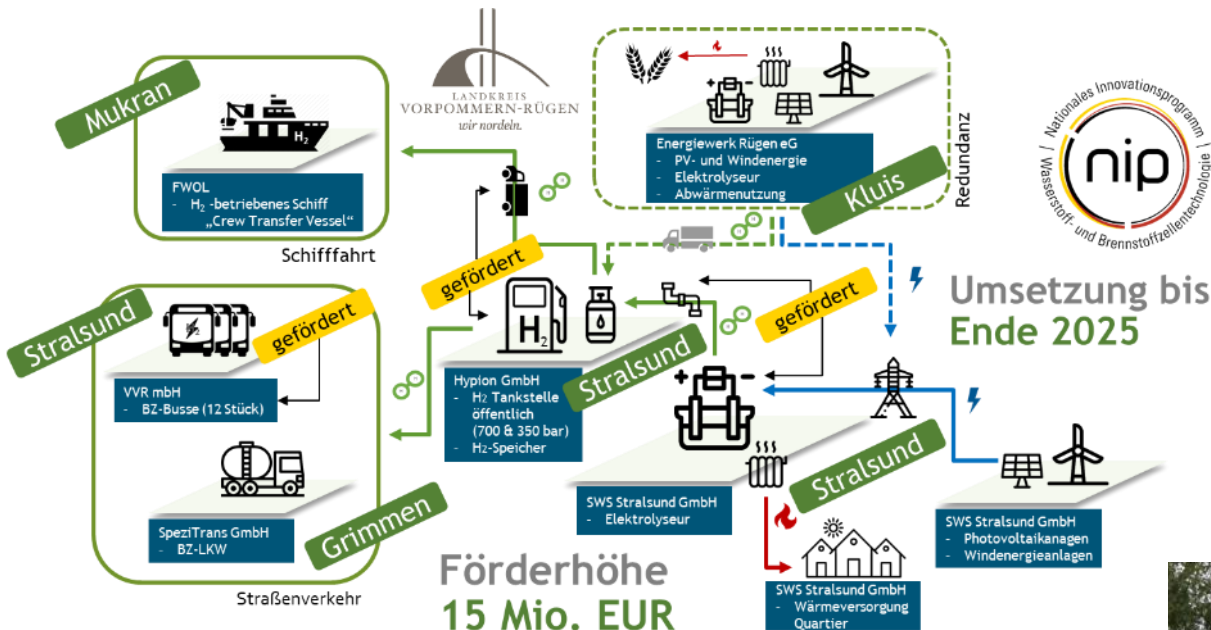 Mukran
FWOL
- H₂ -betriebenes Schiff
„Crew Transfer Vessel“
H₂
Schifffahrt
LANDKREIS
VORPOMMERN-RÜGEN
wir nordeln.
Energiewerk Rügen eG
- PV- und Windenergie
- Elektrolyseur
- Abwärmenutzung
Kluis
Redundanz
Nationales Innovationsprogramm
Wasserstoff- und Brennstoffzellentechnologie
nip
Umsetzung bis
Ende 2025
Stralsund
gefördert
VVR mbH
- BZ-Busse (12 Stück)
SpeziTrans GmbH
- BZ-LKW
Grimmen
Straßenverkehr
gefördert
H₂
Hypion GmbH
- H₂ Tankstelle
öffentlich
(700 & 350 bar)
- H₂-Speicher
Stralsund
gefördert
+ -
SWS Stralsund GmbH
- Elektrolyseur
Stralsund
SWS Stralsund GmbH
- Photovoltaikanagen
- Windenergieanlagen
SWS Stralsund GmbH
- Wärmeversorgung
Quartier
Förderhöhe
15 Mio. EUR